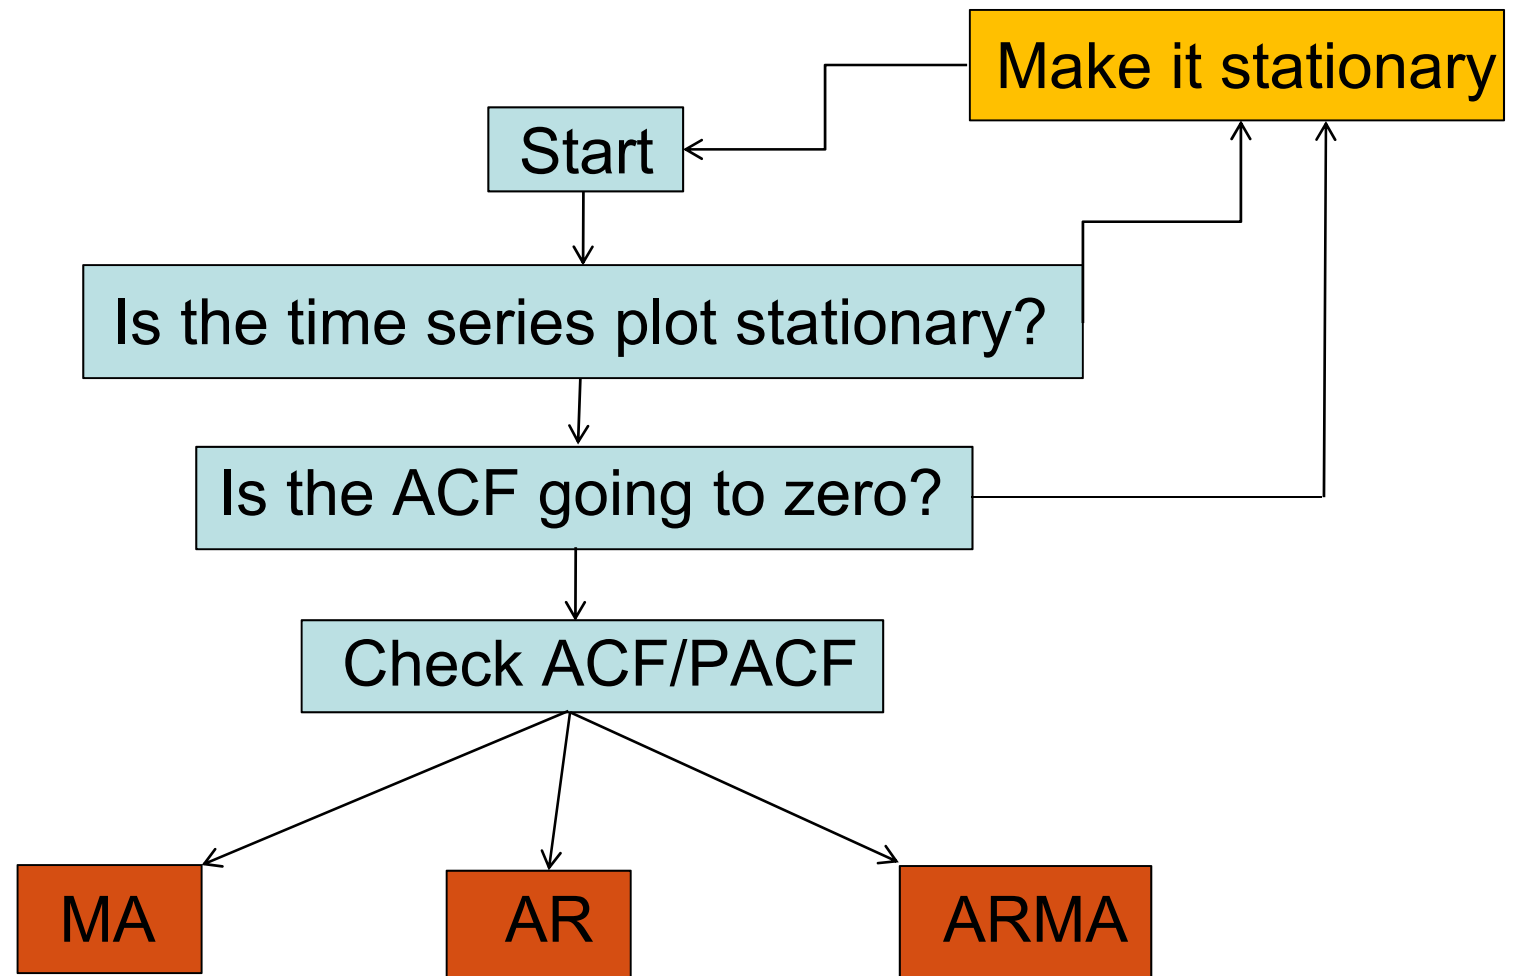 Make it stationary
Start
Is the time series plot stationary?
Is the ACF going to zero?
Check ACF/PACF
MA
AR
ARMA